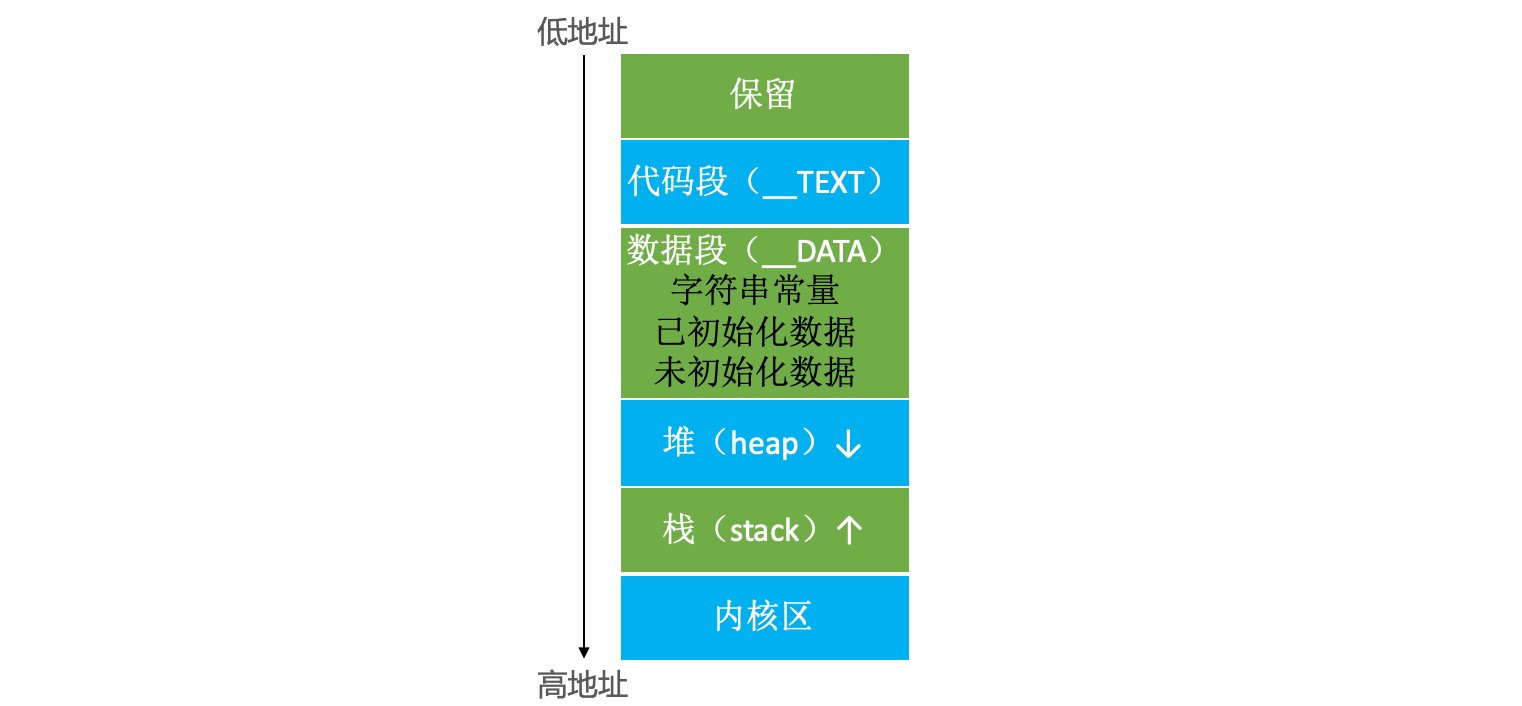 低地址
保留
代码段（__TEXT）
数据段（__DATA）
字符串常量
已初始化数据
未初始化数据
堆（heap）↓
栈（stack）↑
内核区
高地址